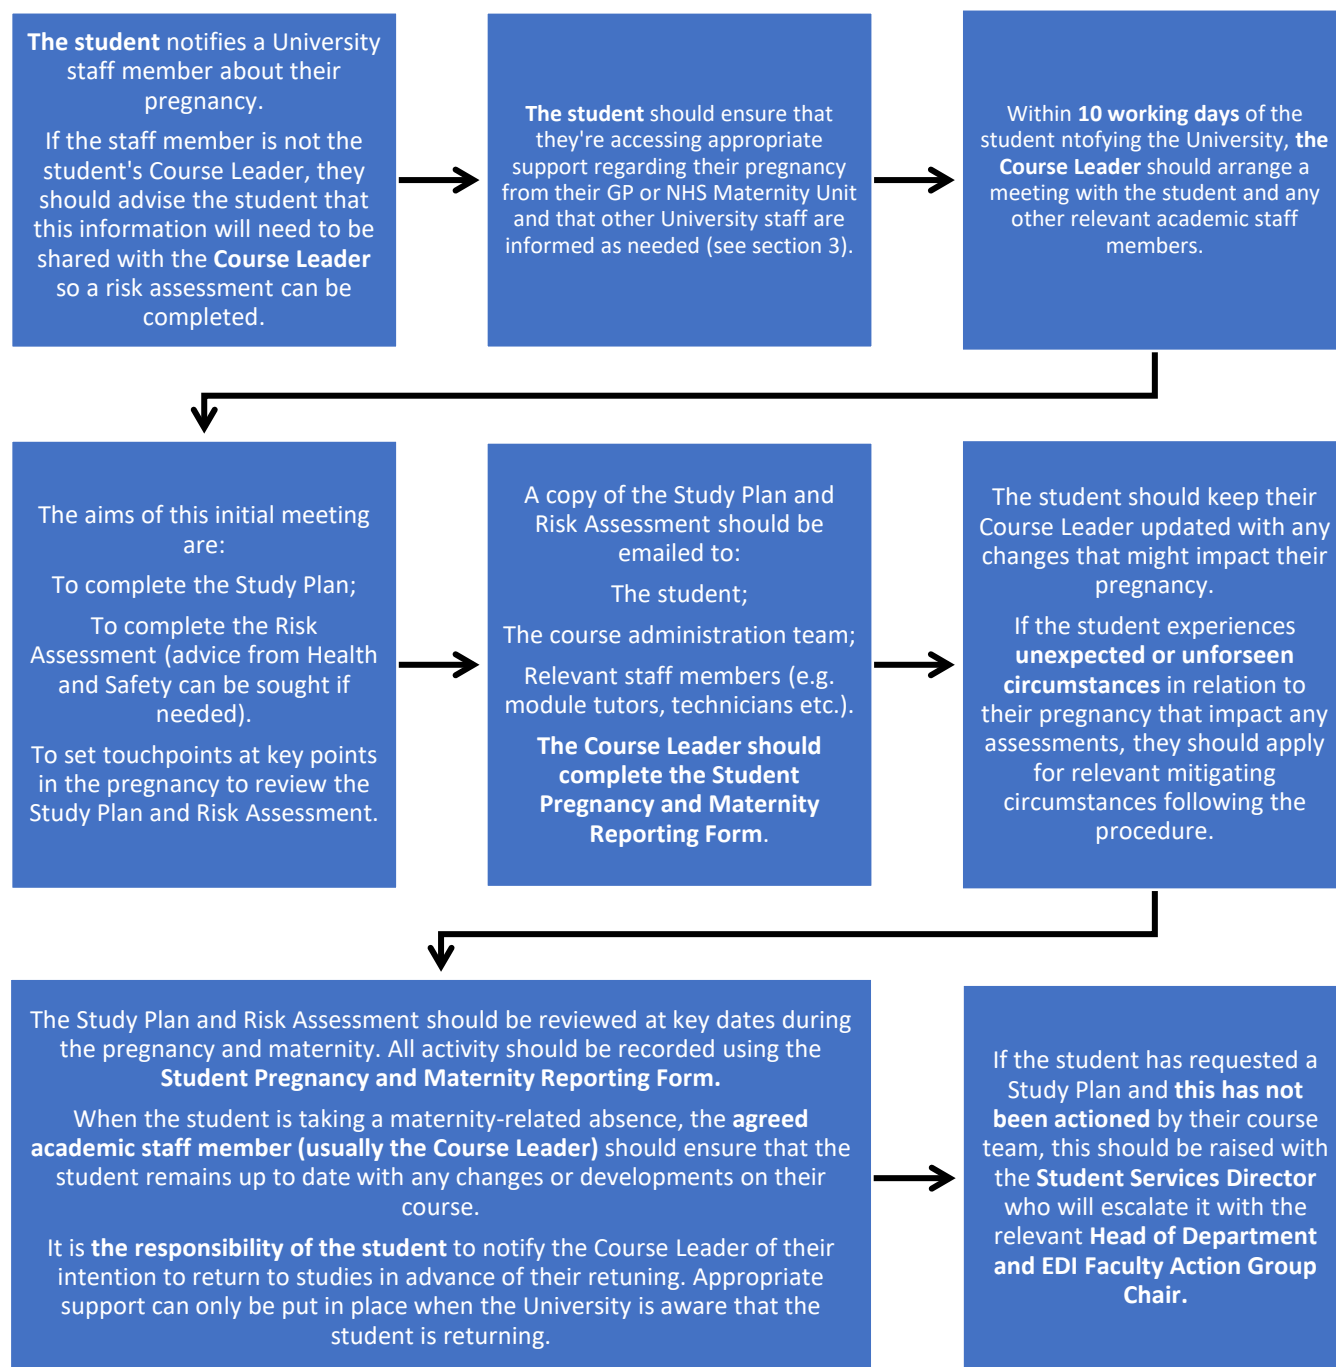 The student notifies a University
staff member about their
pregnancy.
If the staff member is not the
student's Course Leader, they
should advise the student that
this information will need to be
shared with the Course Leader
so a risk assessment can be
completed.
The student should ensure that
they're accessing appropriate
support regarding their pregnancy
from their GP or NHS Maternity Unit
and that other University staff are
informed as needed (see section 3).
Within 10 working days of the
student ntofying the University, the
Course Leader should arrange a
meeting with the student and any
other relevant academic staff
members.
The aims of this initial meeting
are:
To complete the Study Plan;
To complete the Risk
Assessment (advice from Health
and Safety can be sought if
needed).
To set touchpoints at key points
in the pregnancy to review the
Study Plan and Risk Assessment.
A copy of the Study Plan and
Risk Assessment should be
emailed to:
The student;
The course administration team;
Relevant staff members (e.g.
module tutors, technicians etc.).
The Course Leader should
complete the Student
Pregnancy and Maternity
Reporting Form.
The student should keep their
Course Leader updated with any
changes that might impact their
pregnancy.
If the student experiences
unexpected or unforseen
circumstances in relation to
their pregnancy that impact any
assessments, they should apply
for relevant mitigating
circumstances following the
procedure.
The Study Plan and Risk Assessment should be reviewed at key dates during
the pregnancy and maternity. All activity should be recorded using the
Student Pregnancy and Maternity Reporting Form.
When the student is taking a maternity-related absence, the agreed
academic staff member (usually the Course Leader) should ensure that the
student remains up to date with any changes or developments on their
course.
It is the responsibility of the student to notify the Course Leader of their
intention to return to studies in advance of their retuning. Appropriate
support can only be put in place when the University is aware that the
student is returning.
If the student has requested a
Study Plan and this has not
been actioned by their course
team, this should be raised with
the Student Services Director
who will escalate it with the
relevant Head of Department
and EDI Faculty Action Group
Chair.